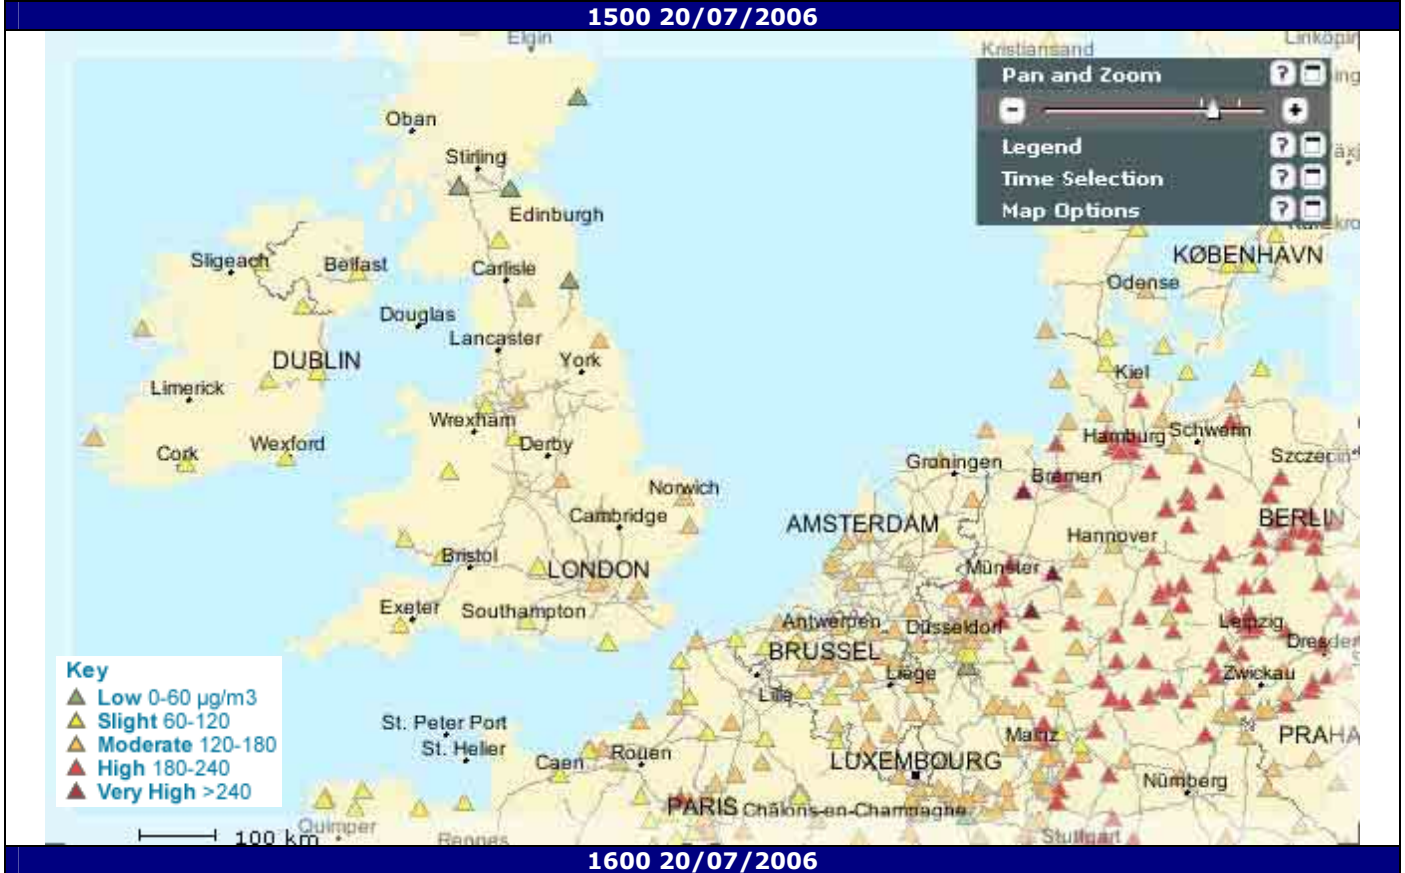 1500 20/07/2006
Elgin
Kristiansand
Pan and Zoom
?
- +
Legend ?
Time Selection ?
Map Options ?
Oban
Stirling
Edinburgh
KØBENHAVN
Sligeach
Belfast
Carlisle
Odense
Douglas
Lancaster
DUBLIN
York
Kiel
Limerick
Wrexham
Hamburg
Schwerin
Cork
Wexford
Derby
Groningen
Bremen
Norwich
Cambridge
AMSTERDAM
BERLIN
Hannover
Bristol
LONDON
Münster
Exeter
Southampton
Antwerpen
Düsseldorf
Leipzig
BRUSSEL
Liège
Zwickau
Lille
Key
Low 0-60 µg/m3
Slight 60-120
Moderate 120-180
High 180-240
Very High >240
St. Peter Port
St. Helier
Caen
Rouen
Mainz
PRAHA
LUXEMBOURG
Nürnberg
PARIS
Châlons-en-Champagne
100 km
Quimper
Rennes
Stuttgart
1600 20/07/2006